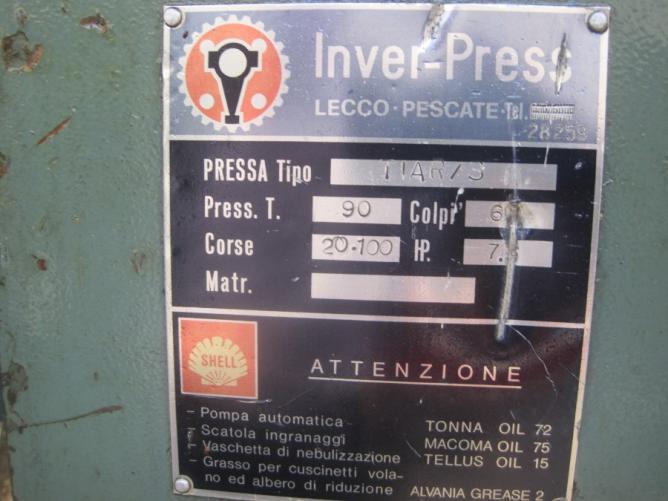 Inver-Press
LECCO · PESCATE · Tel.
28259
PRESSA Tipo
Press. T. 90 Colpi'
Corse 20-100 HP.
Matr.
SHELL
ATTENZIONE
- Pompa automatica TONNA OIL 72
- Scatola ingranaggi MACOMA OIL 75
- Vaschetta di nebulizzazione TELLUS OIL 15
- Grasso per cuscinetti vola-
no ed albero di riduzione ALVANIA GREASE 2